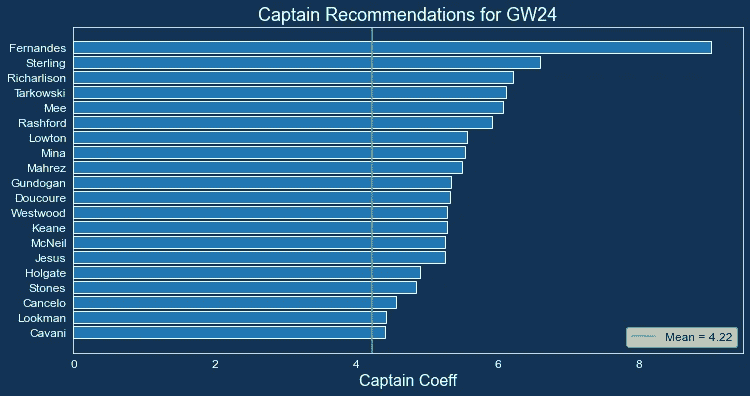 Captain Recommendations for GW24
Fernandes
Sterling
Richarlison
Tarkowski
Mee
Rashford
Lowton
Mina
Mahrez
Gundogan
Doucoure
Westwood
Keane
McNeil
Jesus
Holgate
Stones
Cancelo
Lookman
Cavani
Mean = 4.22
0 2 4 6 8
Captain Coeff